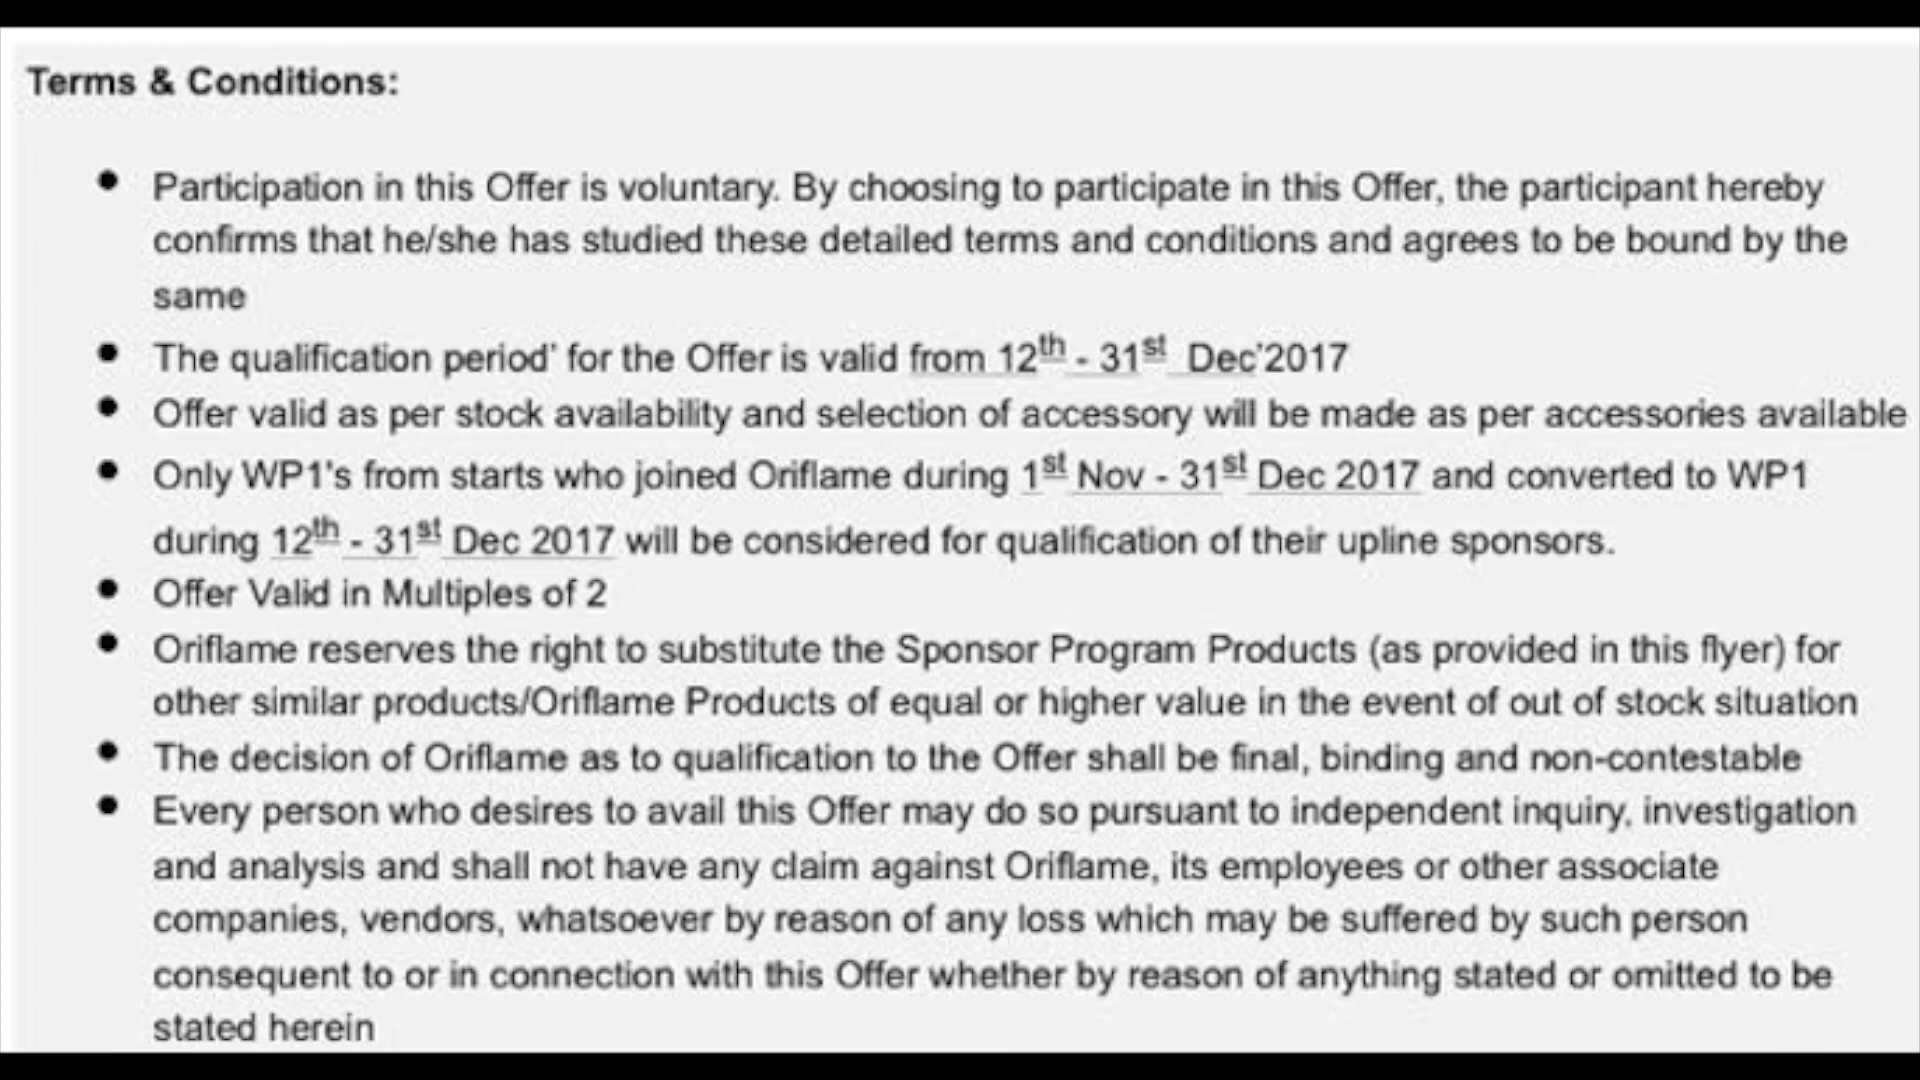 Terms & Conditions:
• Participation in this Offer is voluntary. By choosing to participate in this Offer, the participant hereby
confirms that he/she has studied these detailed terms and conditions and agrees to be bound by the
same
• The qualification period' for the Offer is valid from 12th - 31st Dec'2017
• Offer valid as per stock availability and selection of accessory will be made as per accessories available
• Only WP1's from starts who joined Oriflame during 1st Nov - 31st Dec 2017 and converted to WP1
during 12th - 31st Dec 2017 will be considered for qualification of their upline sponsors.
• Offer Valid in Multiples of 2
• Oriflame reserves the right to substitute the Sponsor Program Products (as provided in this flyer) for
other similar products/Oriflame Products of equal or higher value in the event of out of stock situation
• The decision of Oriflame as to qualification to the Offer shall be final, binding and non-contestable
• Every person who desires to avail this Offer may do so pursuant to independent inquiry, investigation
and analysis and shall not have any claim against Oriflame, its employees or other associate
companies, vendors, whatsoever by reason of any loss which may be suffered by such person
consequent to or in connection with this Offer whether by reason of anything stated or omitted to be
stated herein